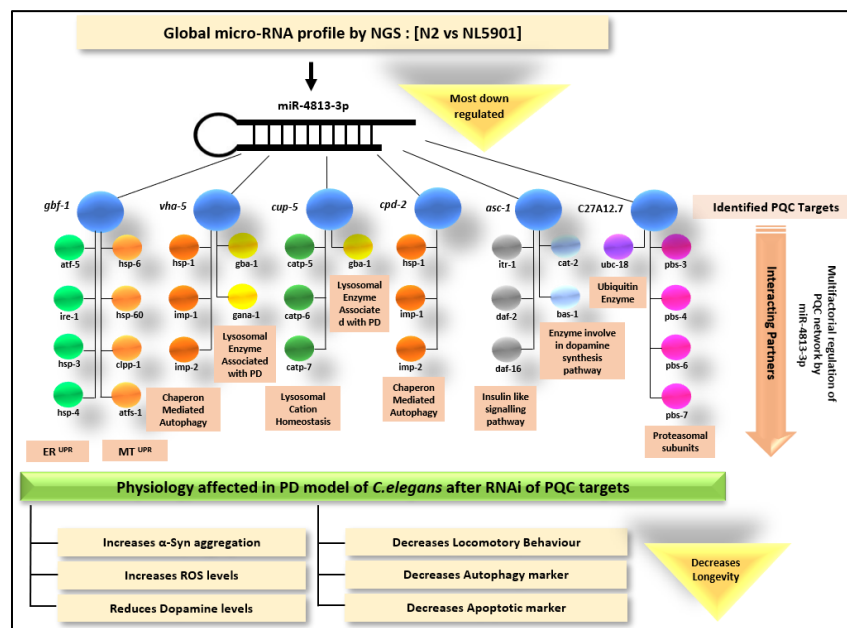 Global micro-RNA profile by NGS : [N2 vs NL5901]
miR-4813-3p
Most down
regulated
gbf-1
vha-5
cup-5
cpd-2
asc-1
C27A12.7
Identified PQC Targets
atf-5
hsp-6
hsp-1
gba-1
catp-5
gba-1
hsp-1
itr-1
cat-2
ubc-18
pbs-3
Lysosomal
Enzyme
Associate
d with PD
Ubiquitin
Enzyme
ire-1
hsp-60
imp-1
gana-1
catp-6
imp-1
daf-2
bas-1
pbs-4
Lysosomal
Enzyme
Associated
with PD
Enzyme involve
in dopamine
synthesis
pathway
hsp-3
clpp-1
imp-2
catp-7
imp-2
daf-16
pbs-6
hsp-4
atfs-1
pbs-7
Chaperon
Mediated
Autophagy
Lysosomal
Cation
Homeostasis
Chaperon
Mediated
Autophagy
Insulin like
signalling
pathway
Proteasomal
subunits
ER UPR
MT UPR
Interacting Partners
Multifactorial regulation of
PQC network by
miR-4813-3p
Physiology affected in PD model of C.elegans after RNAi of PQC targets
Increases α-Syn aggregation
Increases ROS levels
Reduces Dopamine levels
Decreases Locomotory Behaviour
Decreases Autophagy marker
Decreases Apoptotic marker
Decreases
Longevity